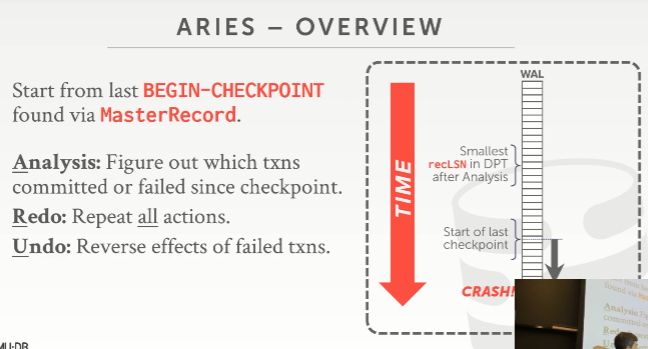 ARIES – OVERVIEW
Start from last BEGIN-CHECKPOINT
found via MasterRecord.
Analysis: Figure out which txns
committed or failed since checkpoint.
Redo: Repeat all actions.
Undo: Reverse effects of failed txns.
WAL
TIME
Smallest
recLSN in DPT
after Analysis
Start of last
checkpoint
CRASH!